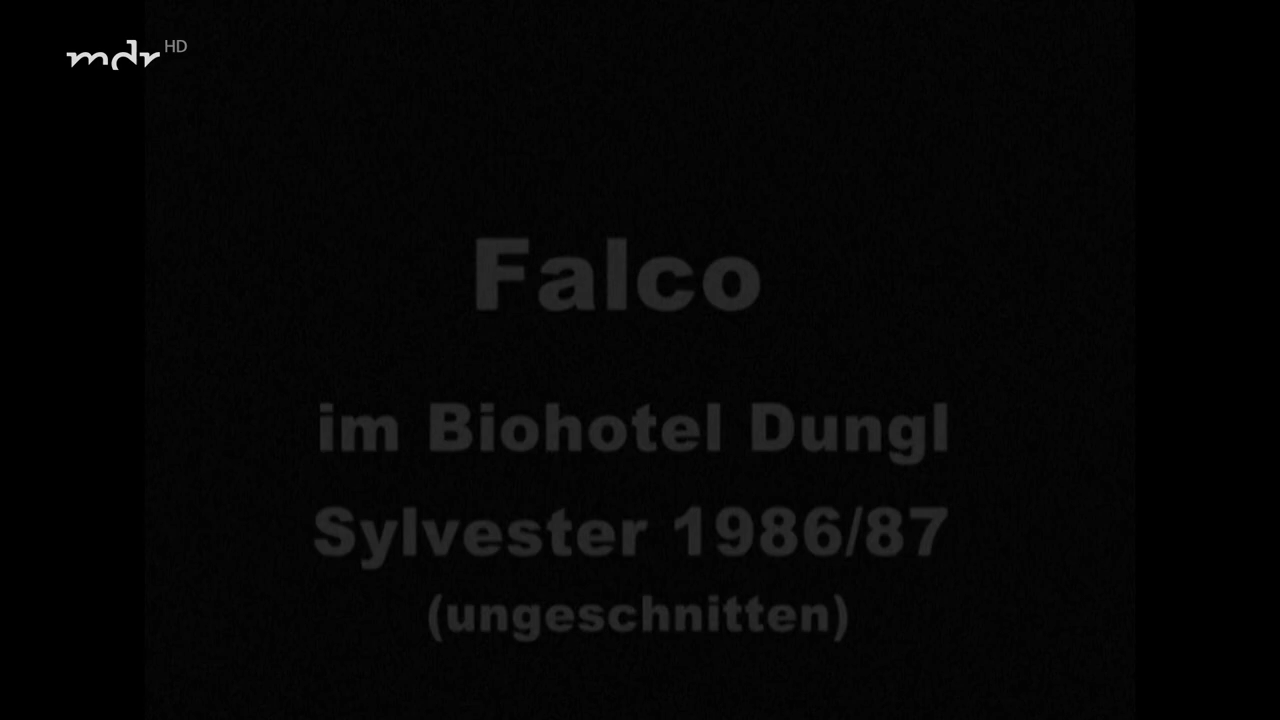 mdr HD
Falco
im Biohotel Dungl
Sylvester 1986/87
(ungeschnitten)